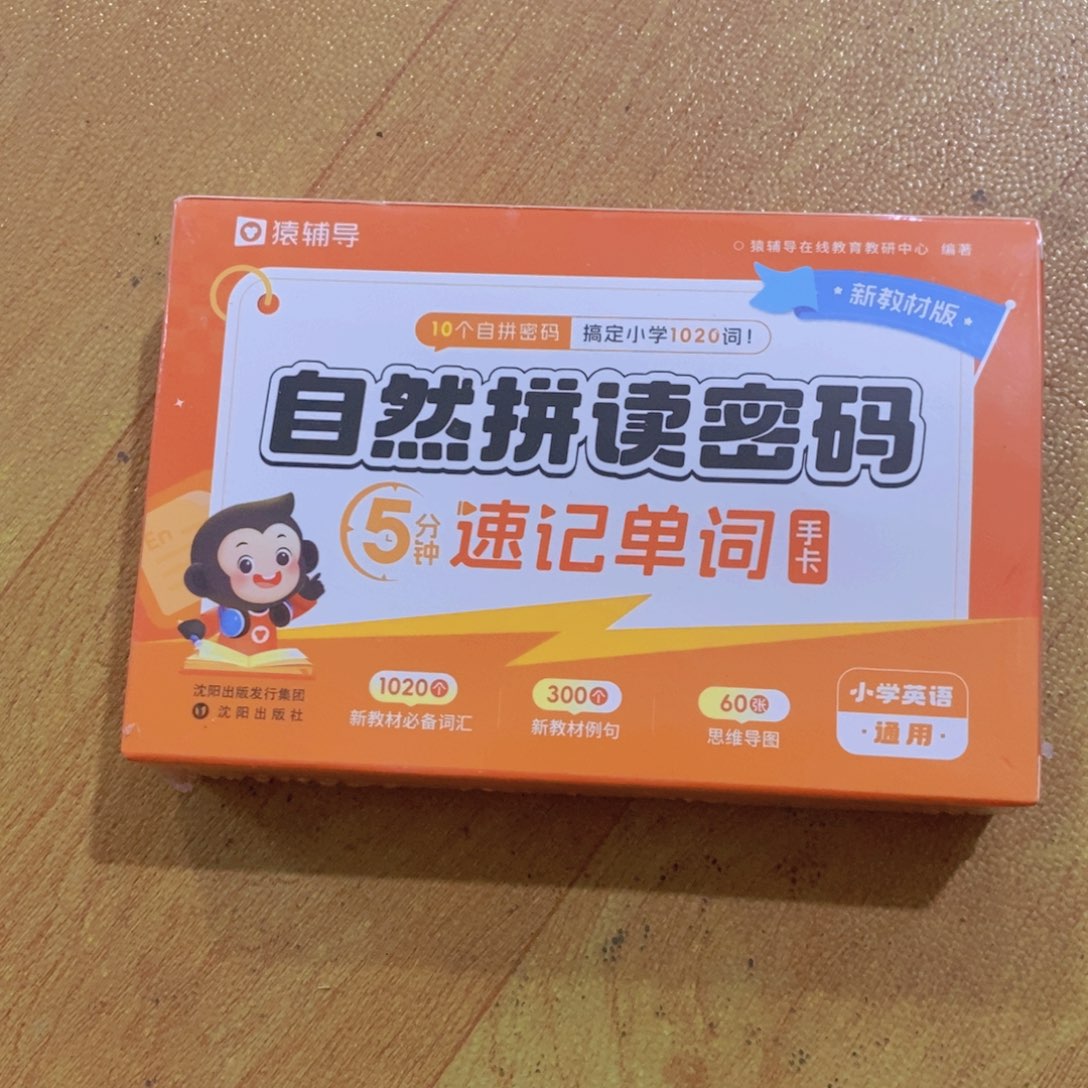 猿辅导
猿辅导在线教育教研中心 编著
新教材版
10个自拼密码 搞定小学1020词!
自然拼读密码
5分钟 速记单词 手卡
En
沈阳出版发行集团
沈阳出版社
1020个
新教材必备词汇
300个
新教材例句
60张
思维导图
小学英语
·通用·